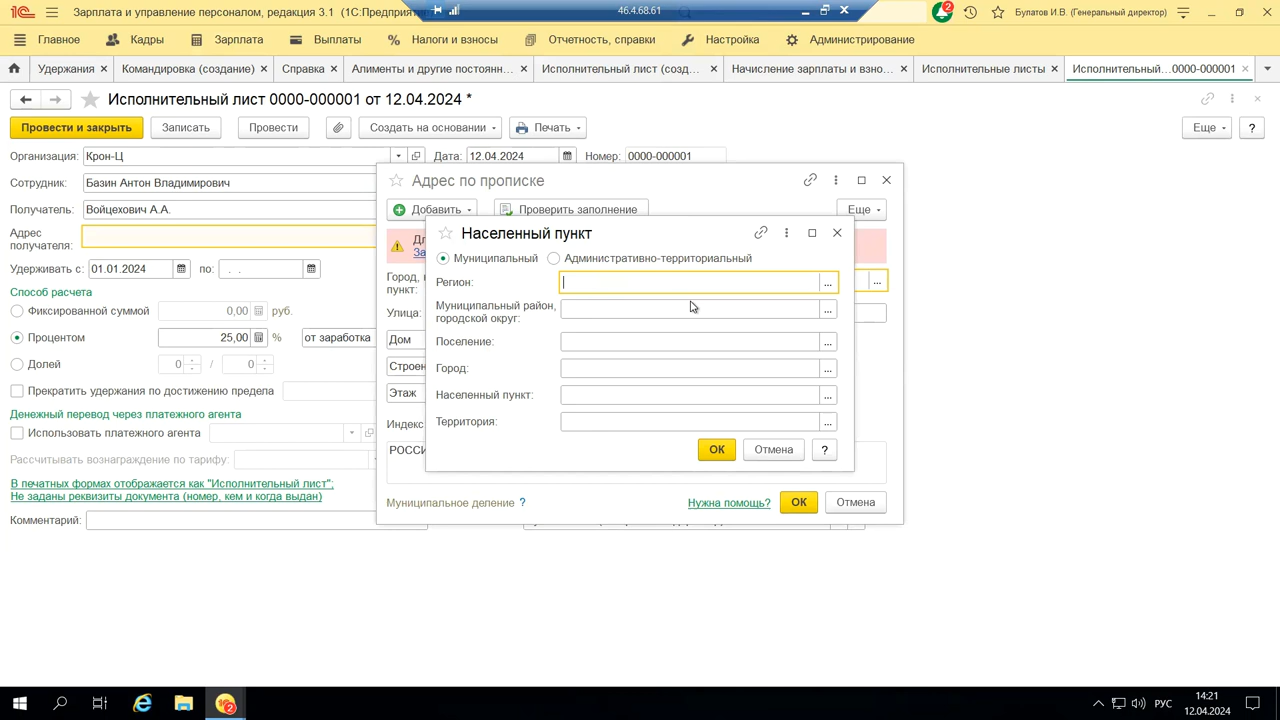 Зарплата и управление персоналом, редакция 3.1 (1С:Предприятие
46.4.68.61
2
Булатов И.В. (Генеральный директор)
Главное
Кадры
Зарплата
Выплаты
Налоги и взносы
Отчетность, справки
Настройка
Администрирование
Удержания
Командировка (создание)
Справка
Алименты и другие постоянн...
Исполнительный лист (созд...
Начисление зарплаты и взно...
Исполнительные листы
Исполнительный...0000-000001
Исполнительный лист 0000-000001 от 12.04.2024 *
Провести и закрыть
Записать
Провести
Создать на основании
Печать
Еще
?
Организация: Крон-Ц
Дата: 12.04.2024
Номер: 0000-000001
Сотрудник: Базин Антон Владимирович
Получатель: Войцехович А.А.
Адрес
получателя:
Удерживать с: 01.01.2024
по: . .
Способ расчета
Фиксированной суммой 0,00 руб.
Процентом 25,00 % от заработка
Долей 0 / 0
Прекратить удержания по достижению предела
Денежный перевод через платежного агента
Использовать платежного агента
Рассчитывать вознаграждение по тарифу:
В печатных формах отображается как "Исполнительный лист";
Не заданы реквизиты документа (номер, кем и когда выдан)
Комментарий:
Адрес по прописке
Добавить
Проверить заполнение
Еще
Город,
пункт:
Улица:
Дом
Строен
Этаж
Индекс
РОССИ
Муниципальное деление ?
Нужна помощь?
ОК
Отмена
Населенный пункт
Муниципальный
Административно-территориальный
Регион:
Муниципальный район,
городской округ:
Поселение:
Город:
Населенный пункт:
Территория:
ОК
Отмена
?
2
РУС
14:21
12.04.2024